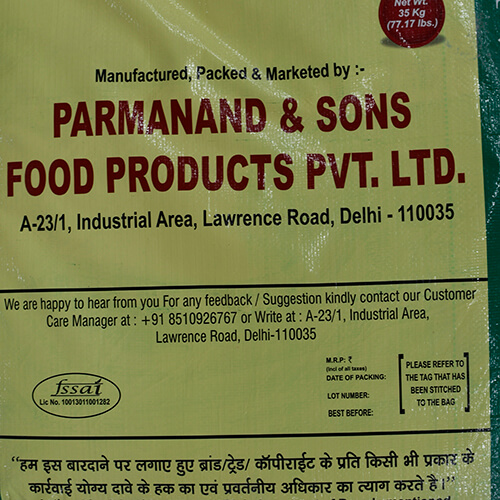 Net Wt.
35 Kg
(77.17 lbs.)
Manufactured, Packed & Marketed by :-
PARMANAND & SONS
FOOD PRODUCTS PVT. LTD.
A-23/1, Industrial Area, Lawrence Road, Delhi - 110035
We are happy to hear from you For any feedback / Suggestion kindly contact our Customer
Care Manager at : +91 8510926767 or Write at : A-23/1, Industrial Area,
Lawrence Road, Delhi-110035
M.R.P: ₹
(Incl of all taxes)
DATE OF PACKING:
LOT NUMBER:
BEST BEFORE:
PLEASE REFER TO
THE TAG THAT HAS
BEEN STITCHED
TO THE BAG
fssai
Lic No. 10013011001282
“हम इस बारदाने पर लगाए हुए ब्रांड/ट्रेड/ कॉपीराईट के प्रति किसी भी प्रकार के
कार्रवाई योग्य दावे के हक का एवं प्रवर्तनीय अधिकार का त्याग करते है।”